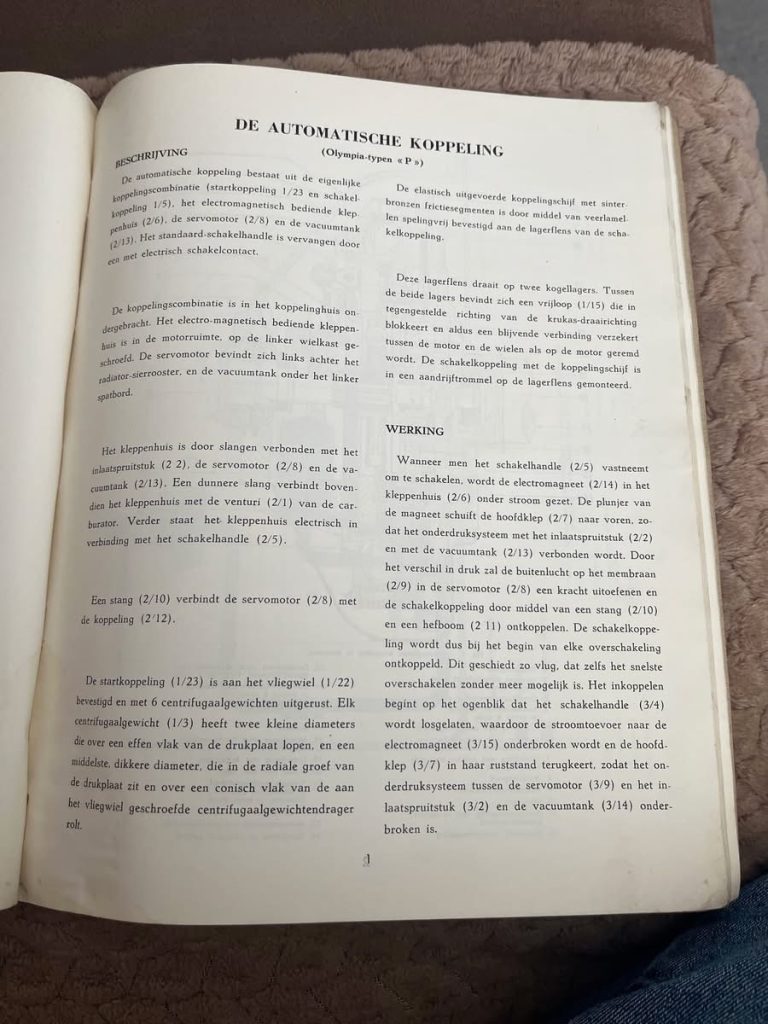 DE AUTOMATISCHE KOPPELING
(Olympia-typen « P »)
BESCHRIJVING
De automatische koppeling bestaat uit de eigenlijke
koppelingscombinatie (startkoppeling 1/23 en schakel-
koppeling 1/5), het electromagnetisch bediende klep-
penhuis (2/6), de servomotor (2/8) en de vacuumtank
(2/13). Het standaard-schakelhandle is vervangen door
een met electrisch schakelcontact.
De koppelingscombinatie is in het koppelinghuis on-
dergebracht. Het electro-magnetisch bediende kleppen-
huis is in de motorruimte, op de linker wielkast ge-
schroefd. De servomotor bevindt zich links achter het
radiator-sierrooster, en de vacuumtank onder het linker
spatbord.
Het kleppenhuis is door slangen verbonden met het
inlaatspruitstuk (2 2), de servomotor (2/8) en de va-
cuumtank (2/13). Een dunnere slang verbindt boven-
dien het kleppenhuis met de venturi (2/1) van de car-
burator. Verder staat het kleppenhuis electrisch in
verbinding met het schakelhandle (2/5).
Een stang (2/10) verbindt de servomotor (2/8) met
de koppeling (2'12).
De startkoppeling (1/23) is aan het vliegwiel (1/22)
bevestigd en met 6 centrifugaalgewichten uitgerust. Elk
centrifugaalgewicht (1/3) heeft twee kleine diameters
die over een effen vlak van de drukplaat lopen, en een
middelste, dikkere diameter, die in de radiale groef van
de drukplaat zit en over een conisch vlak van de aan
het vliegwiel geschroefde centrifugaalgewichtendrager
rolt.
De elastisch uitgevoerde koppelingschijf met sinter-
bronzen frictiesegmenten is door middel van veerlamel-
len spelingvrij bevestigd aan de lagerflens van de scha-
kelkoppeling.
Deze lagerflens draait op twee kogellagers. Tussen
de beide lagers bevindt zich een vrijloop (1/15) die in
tegengestelde richting van de krukas-draairichting
blokkeert en aldus een blijvende verbinding verzekert
tussen de motor en de wielen als op de motor geremd
wordt. De schakelkoppeling met de koppelingschijf is
in een aandrijftrommel op de lagerflens gemonteerd.
WERKING
Wanneer men het schakelhandle (2/5) vastneemt
om te schakelen, wordt de electromagneet (2/14) in het
kleppenhuis (2/6) onder stroom gezet. De plunjer van
de magneet schuift de hoofdklep (2/7) naar voren, zo-
dat het onderdruksysteem met het inlaatspruitstuk (2/2)
en met de vacuumtank (2/13) verbonden wordt. Door
het verschil in druk zal de buitenlucht op het membraan
(2/9) in de servomotor (2/8) een kracht uitoefenen en
de schakelkoppeling door middel van een stang (2/10)
en een hefboom (2 11) ontkoppelen. De schakelkoppe-
ling wordt dus bij het begin van elke overschakeling
ontkoppeld. Dit geschiedt zo vlug, dat zelfs het snelste
overschakelen zonder meer mogelijk is. Het inkoppelen
begint op het ogenblik dat het schakelhandle (3/4)
wordt losgelaten, waardoor de stroomtoevoer naar de
electromagneet (3/15) onderbroken wordt en de hoofd-
klep (3/7) in haar ruststand terugkeert, zodat het on-
derdruksysteem tussen de servomotor (3/9) en het in-
laatspruitstuk (3/2) en de vacuumtank (3/14) onder-
broken is.
1